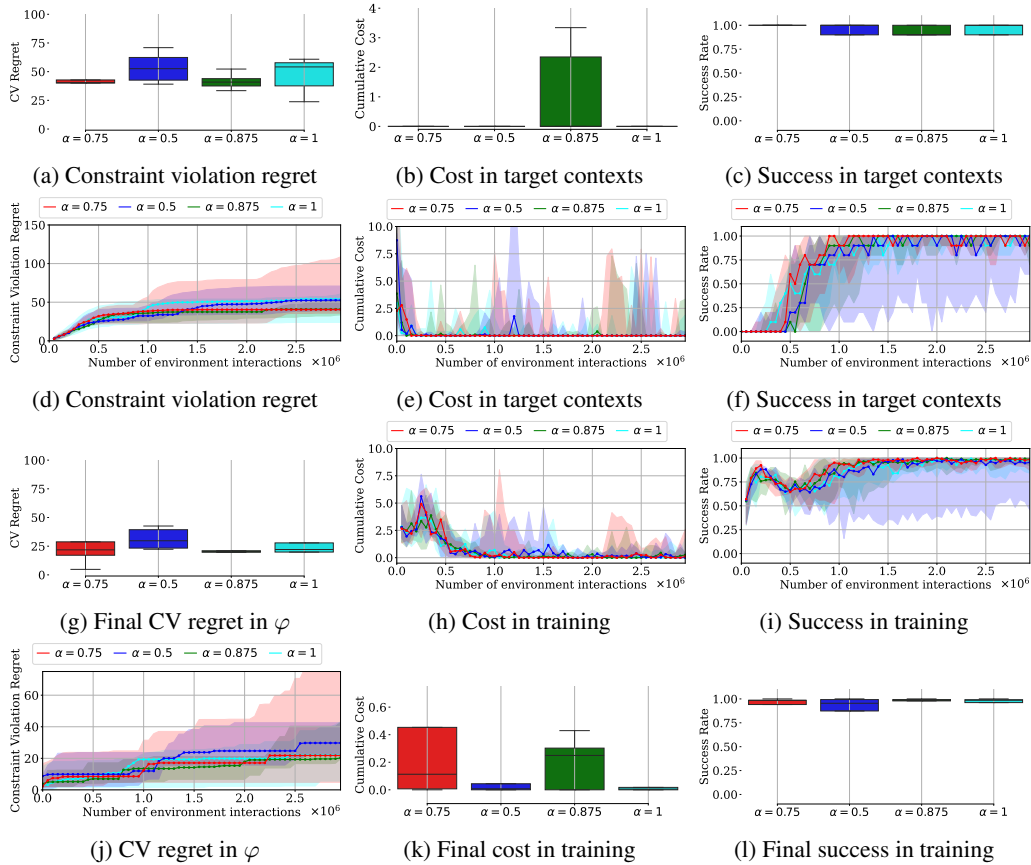 100
75
50
25
0
CV Regret
α = 0.75 α = 0.5 α = 0.875 α = 1
(a) Constraint violation regret
4
3
2
1
0
Cumulative Cost
α = 0.75 α = 0.5 α = 0.875 α = 1
(b) Cost in target contexts
1.00
0.75
0.50
0.25
0.00
Success Rate
α = 0.75 α = 0.5 α = 0.875 α = 1
(c) Success in target contexts
α = 0.75 α = 0.5 α = 0.875 α = 1
150
100
50
0
Constraint Violation Regret
0.0 0.5 1.0 1.5 2.0 2.5
Number of environment interactions ×10⁶
(d) Constraint violation regret
α = 0.75 α = 0.5 α = 0.875 α = 1
10.0
7.5
5.0
2.5
0.0
Cumulative Cost
0.0 0.5 1.0 1.5 2.0 2.5
Number of environment interactions ×10⁶
(e) Cost in target contexts
α = 0.75 α = 0.5 α = 0.875 α = 1
1.0
0.8
0.6
0.4
0.2
0.0
Success Rate
0.0 0.5 1.0 1.5 2.0 2.5
Number of environment interactions ×10⁶
(f) Success in target contexts
100
75
50
25
0
CV Regret
α = 0.75 α = 0.5 α = 0.875 α = 1
(g) Final CV regret in φ
α = 0.75 α = 0.5 α = 0.875 α = 1
10.0
7.5
5.0
2.5
0.0
Cumulative Cost
0.0 0.5 1.0 1.5 2.0 2.5
Number of environment interactions ×10⁶
(h) Cost in training
α = 0.75 α = 0.5 α = 0.875 α = 1
1.00
0.75
0.50
0.25
0.00
Success Rate
0.0 0.5 1.0 1.5 2.0 2.5
Number of environment interactions ×10⁶
(i) Success in training
α = 0.75 α = 0.5 α = 0.875 α = 1
60
40
20
0
Constraint Violation Regret
0.0 0.5 1.0 1.5 2.0 2.5
Number of environment interactions ×10⁶
(j) CV regret in φ
0.6
0.4
0.2
0.0
Cumulative Cost
α = 0.75 α = 0.5 α = 0.875 α = 1
(k) Final cost in training
1.00
0.75
0.50
0.25
0.00
Success Rate
α = 0.75 α = 0.5 α = 0.875 α = 1
(l) Final success in training